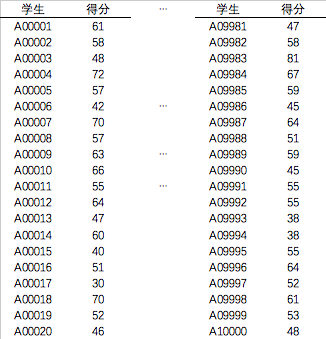 学生 得分 ... 学生 得分
A00001 61 A09981 47
A00002 58 A09982 58
A00003 48 A09983 81
A00004 72 A09984 67
A00005 57 A09985 59
A00006 42 ... A09986 45
A00007 70 A09987 64
A00008 57 A09988 51
A00009 63 ... A09989 59
A00010 66 A09990 45
A00011 55 ... A09991 55
A00012 64 A09992 55
A00013 47 A09993 38
A00014 60 A09994 38
A00015 40 A09995 55
A00016 51 A09996 64
A00017 30 A09997 52
A00018 70 A09998 61
A00019 52 A09999 53
A00020 46 A10000 48